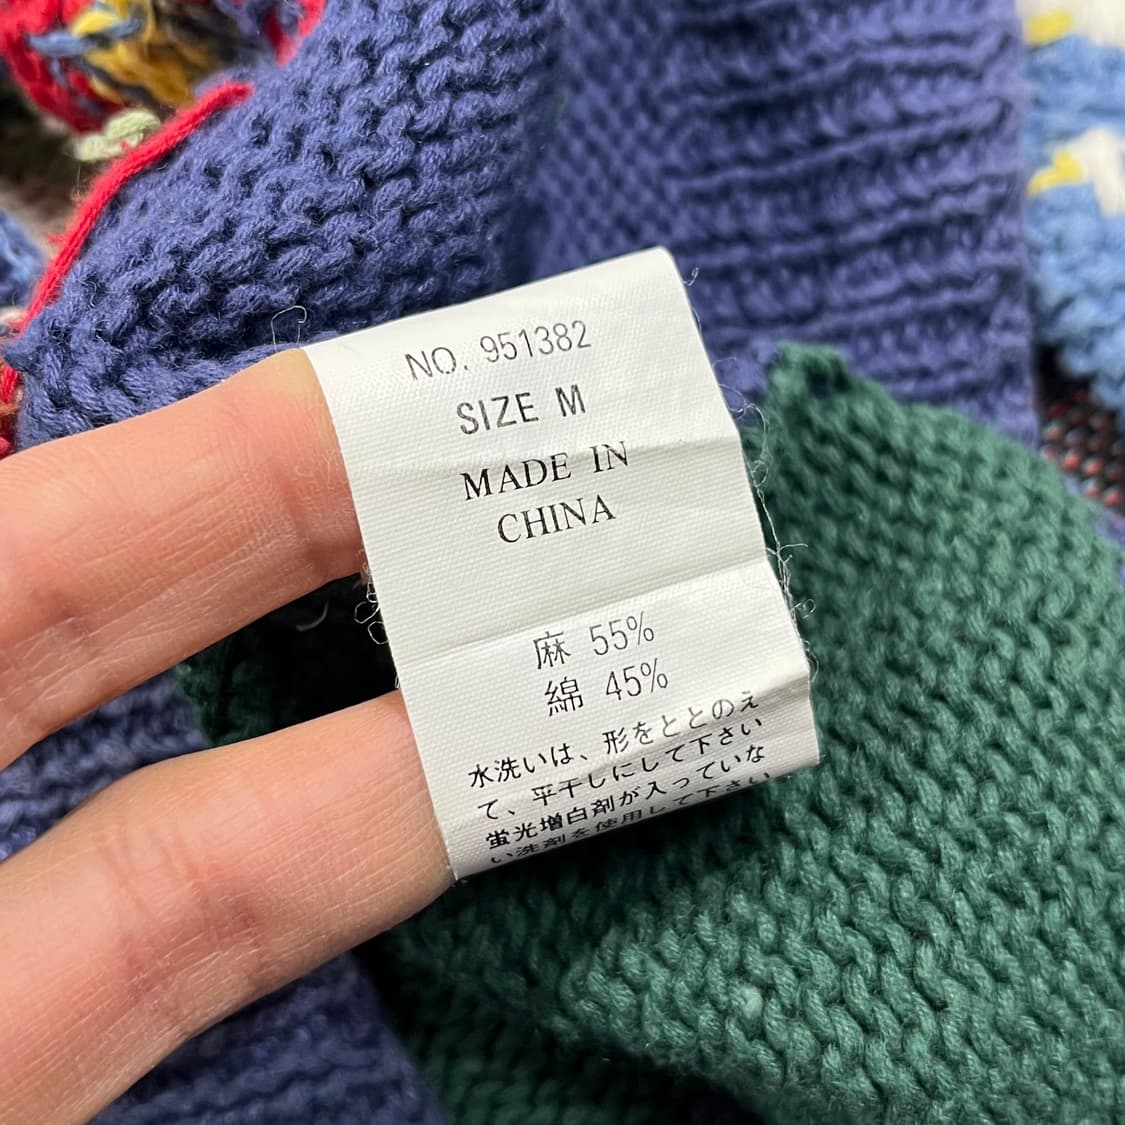 NO. 951382
SIZE M
MADE IN
CHINA
麻 55%
綿 45%
水洗いは、形をととのえ
て、平干しにして下さい
蛍光増白剤が入っていな
い洗剤を使用して下さい